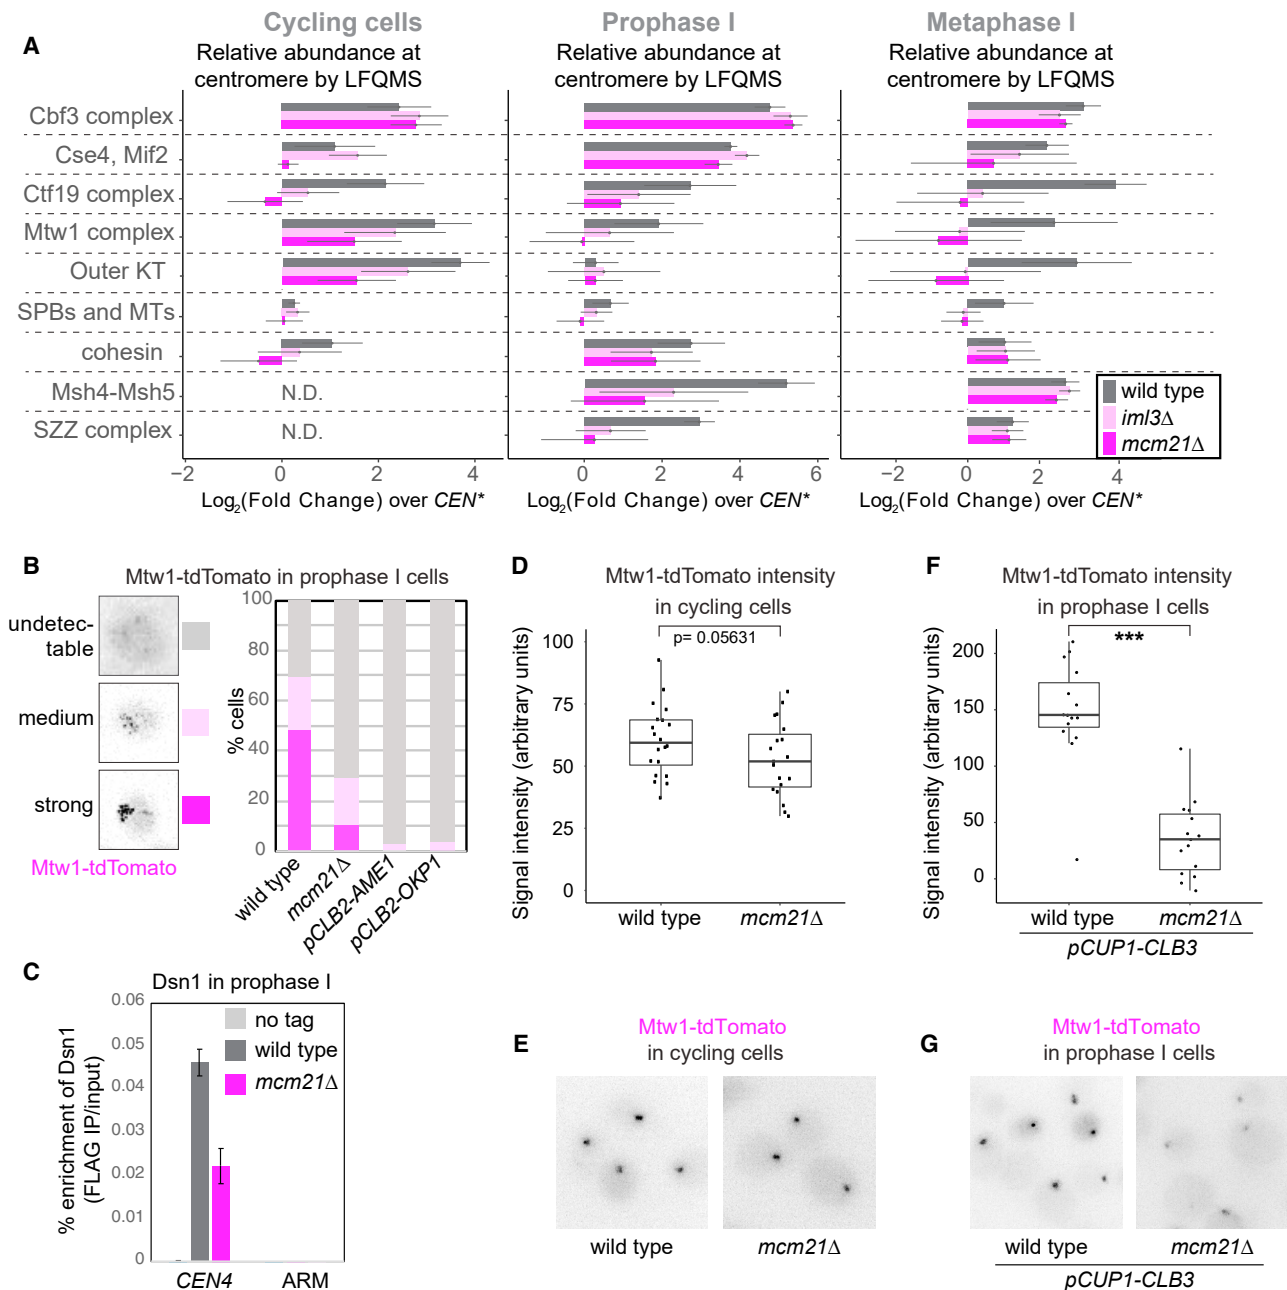 A
Cycling cells
Relative abundance at
centromere by LFQMS
Prophase I
Relative abundance at
centromere by LFQMS
Metaphase I
Relative abundance at
centromere by LFQMS
Cbf3 complex
Cse4, Mif2
Ctf19 complex
Mtw1 complex
Outer KT
SPBs and MTs
cohesin
Msh4-Msh5
N.D.
SZZ complex
N.D.
wild type
iml3Δ
mcm21Δ
−2 0 2 4
0 2 4 6
−2 0 2 4
Log2(Fold Change) over CEN*
Log2(Fold Change) over CEN*
Log2(Fold Change) over CEN*
B
Mtw1-tdTomato in prophase I cells
undetec-
table
medium
strong
Mtw1-tdTomato
% cells
100
80
60
40
20
0
wild type
mcm21Δ
pCLB2-AME1
pCLB2-OKP1
C
Dsn1 in prophase I
% enrichment of Dsn1
(FLAG IP/input)
0.06
0.05
0.04
0.03
0.02
0.01
0
no tag
wild type
mcm21Δ
CEN4
ARM
D
Mtw1-tdTomato intensity
in cycling cells
p= 0.05631
Signal intensity (arbitrary units)
100
75
50
25
0
wild type
mcm21Δ
E
Mtw1-tdTomato
in cycling cells
wild type
mcm21Δ
F
Mtw1-tdTomato intensity
in prophase I cells
***
Signal intensity (arbitrary units)
200
150
100
50
0
wild type
mcm21Δ
pCUP1-CLB3
G
Mtw1-tdTomato
in prophase I cells
wild type
mcm21Δ
pCUP1-CLB3